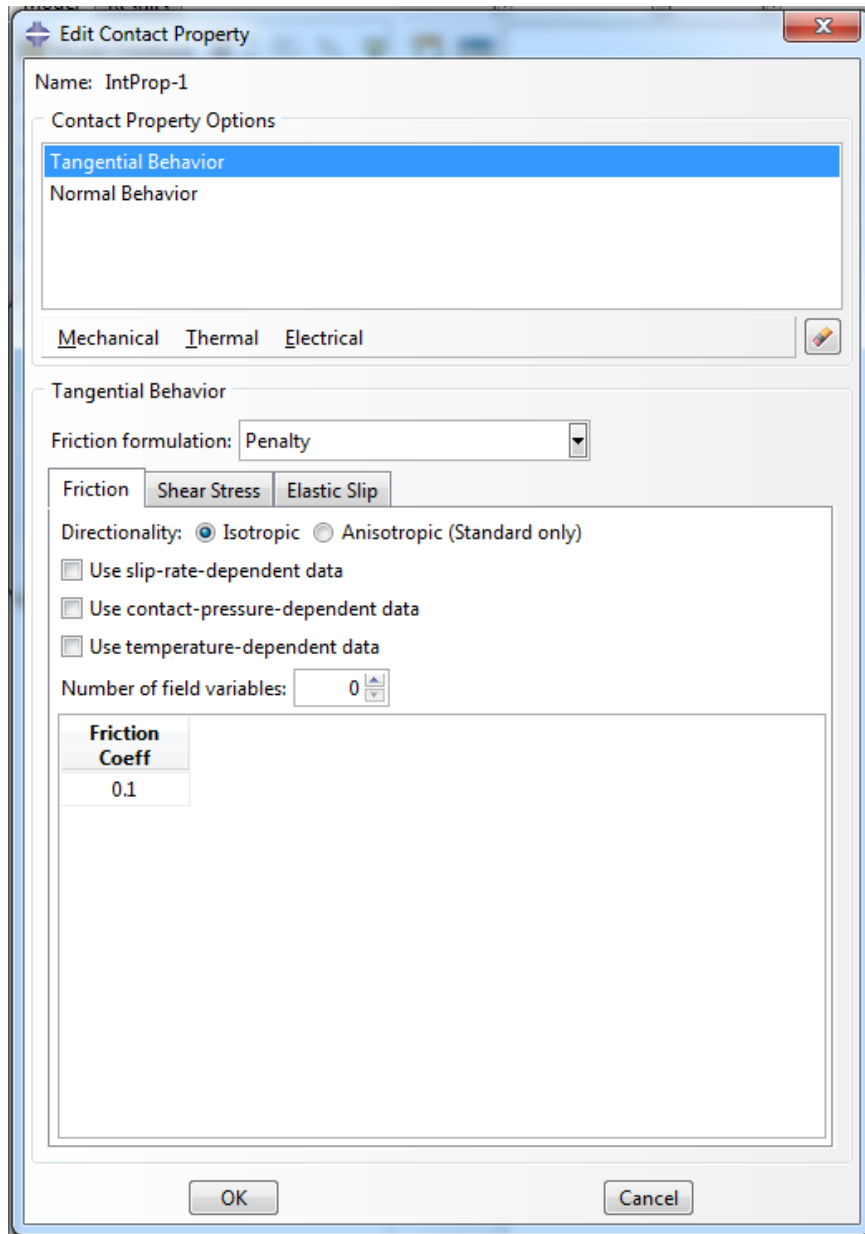 Edit Contact Property
Name: IntProp-1
Contact Property Options
Tangential Behavior
Normal Behavior
Mechanical Thermal Electrical
Tangential Behavior
Friction formulation: Penalty
Friction Shear Stress Elastic Slip
Directionality: Isotropic Anisotropic (Standard only)
Use slip-rate-dependent data
Use contact-pressure-dependent data
Use temperature-dependent data
Number of field variables: 0
Friction
Coeff
0.1
OK Cancel